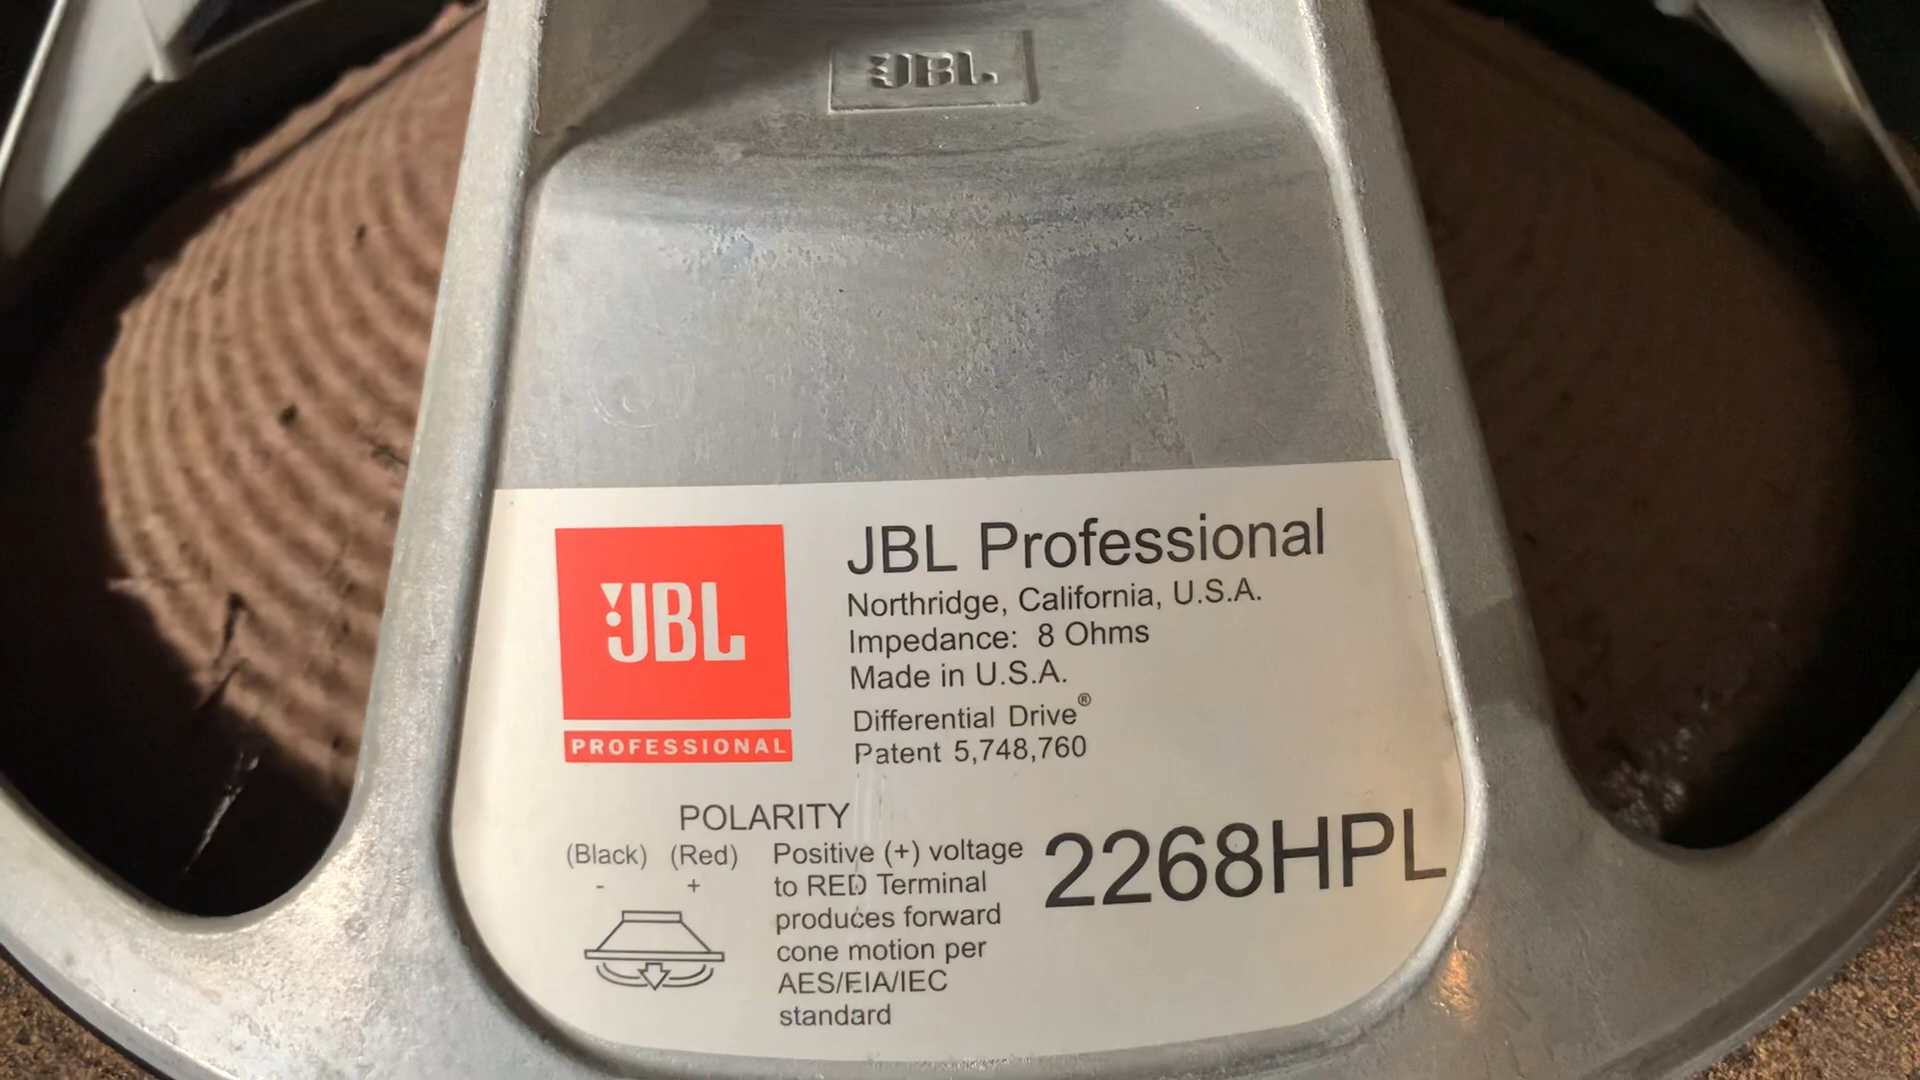 JBL
JBL
PROFESSIONAL
JBL Professional
Northridge, California, U.S.A.
Impedance: 8 Ohms
Made in U.S.A.
Differential Drive®
Patent 5,748,760
POLARITY
(Black) (Red)
- +
Positive (+) voltage
to RED Terminal
produces forward
cone motion per
AES/EIA/IEC
standard
2268HPL